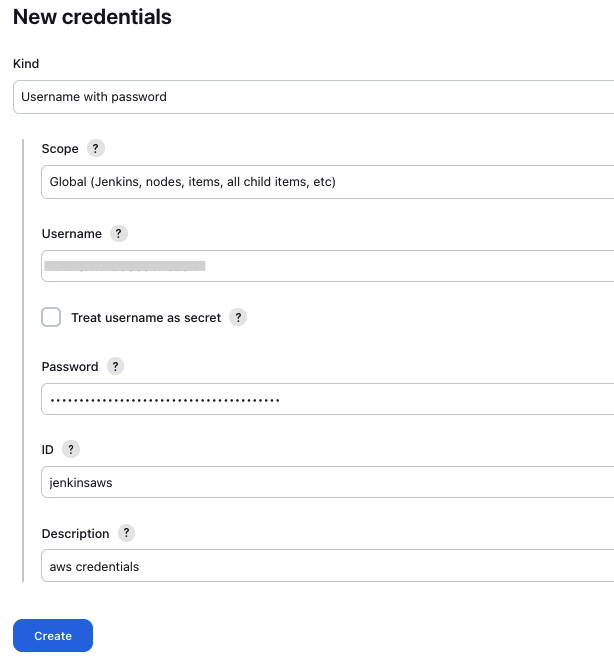 New credentials
Kind
Username with password
Scope ?
Global (Jenkins, nodes, items, all child items, etc)
Username ?
Treat username as secret ?
Password ?
••••••••••••••••••••••••••••••••••••••••
ID ?
jenkinsaws
Description ?
aws credentials
Create